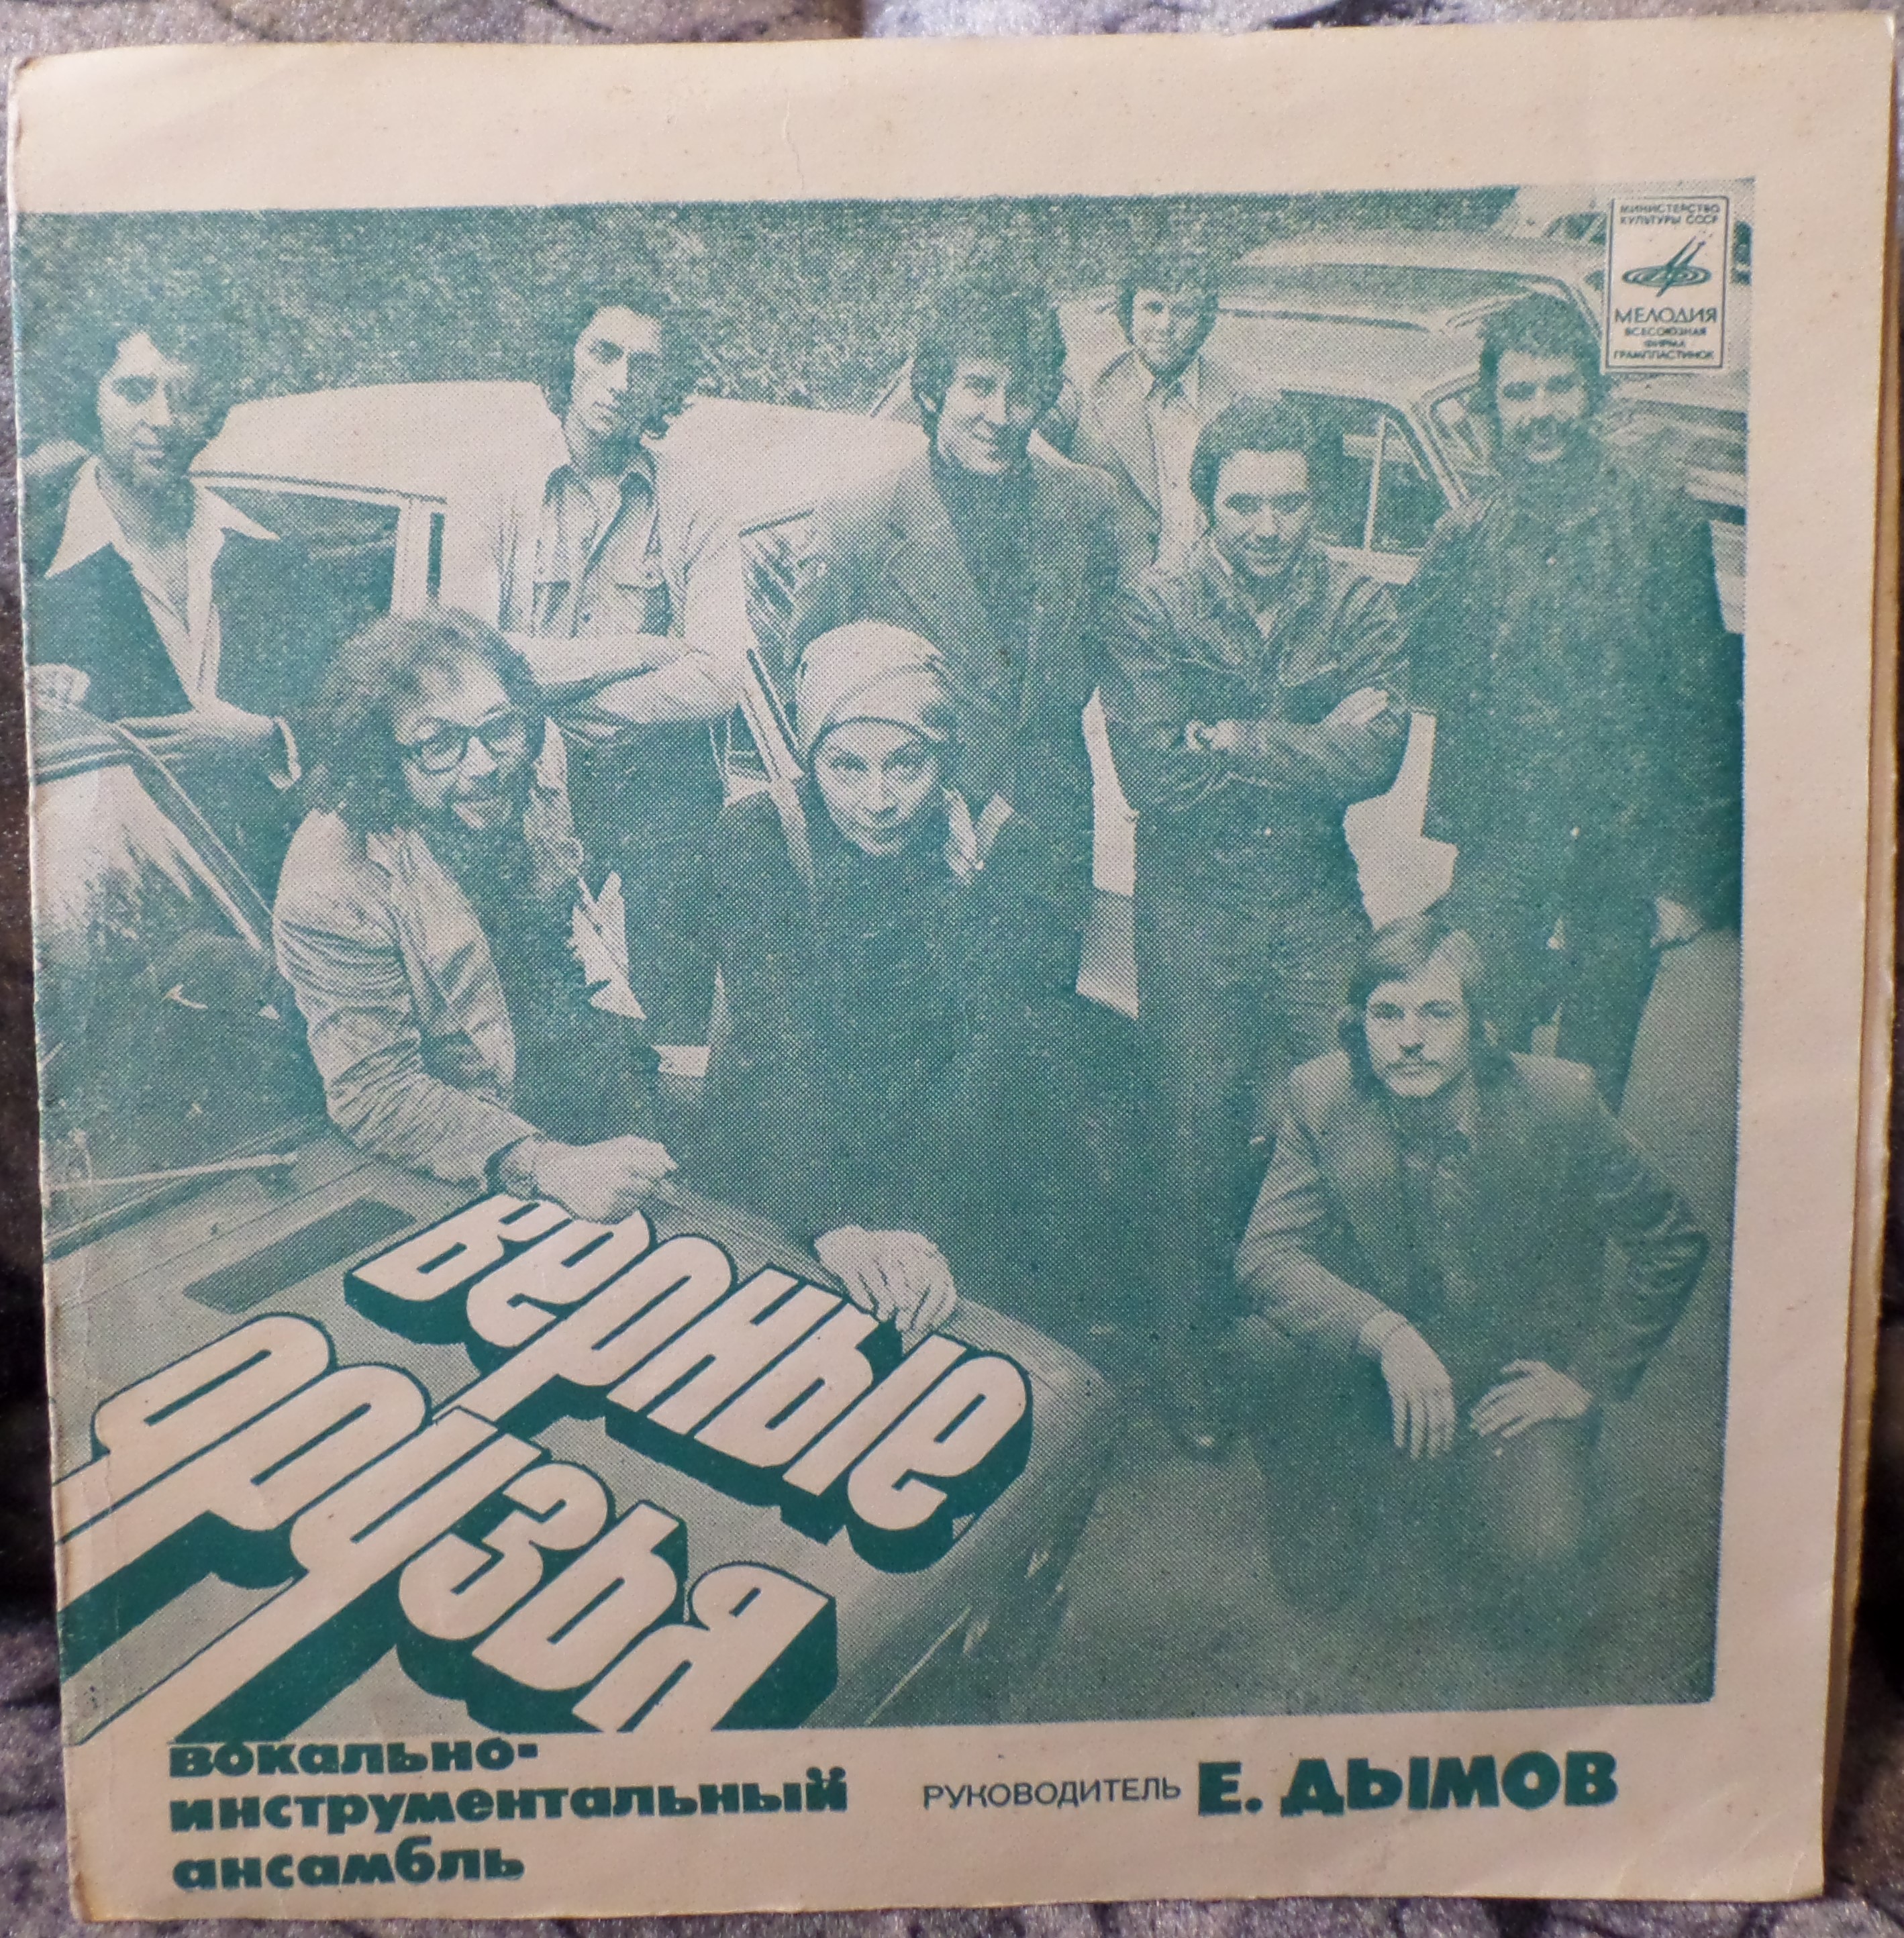 МИНИСТЕРСТВО
КУЛЬТУРЫ СССР
МЕЛОДИЯ
ВСЕСОЮЗНАЯ
ФИРМА
ГРАМПЛАСТИНОК
верные
друзья
вокально-
инструментальный
ансамбль
РУКОВОДИТЕЛЬ Е. ДЫМОВ